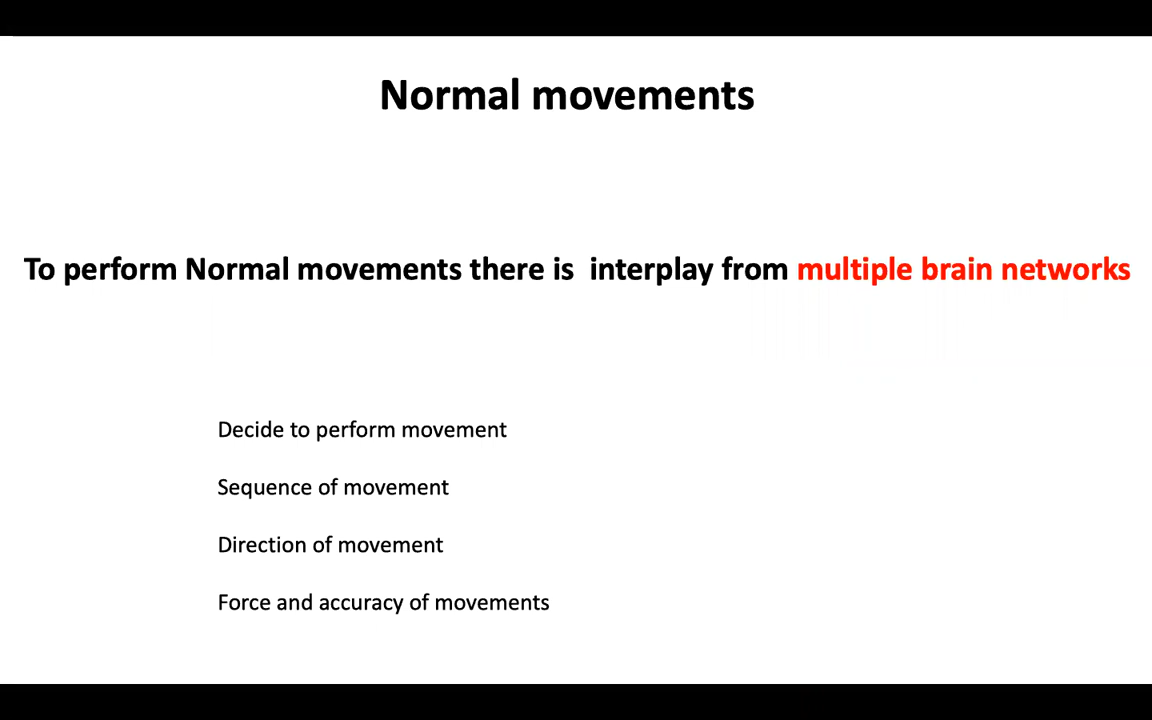 Normal movements
To perform Normal movements there is  interplay from multiple brain networks
Decide to perform movement
Sequence of movement
Direction of movement
Force and accuracy of movements